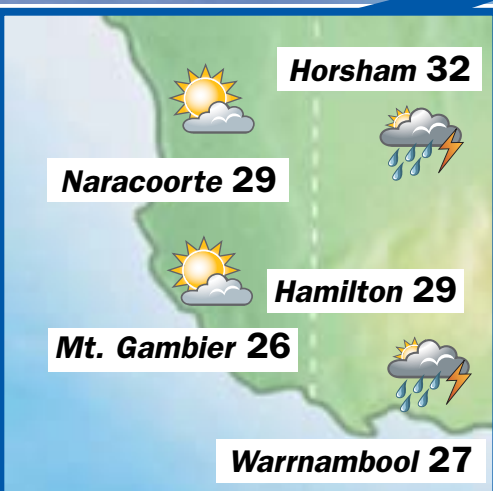 Horsham 32
Naracoorte 29
Hamilton 29
Mt. Gambier 26
Warrnambool 27